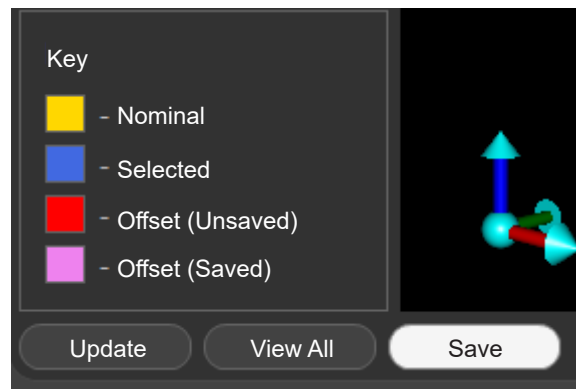 Key
- Nominal
- Selected
- Offset (Unsaved)
- Offset (Saved)
Update
View All
Save